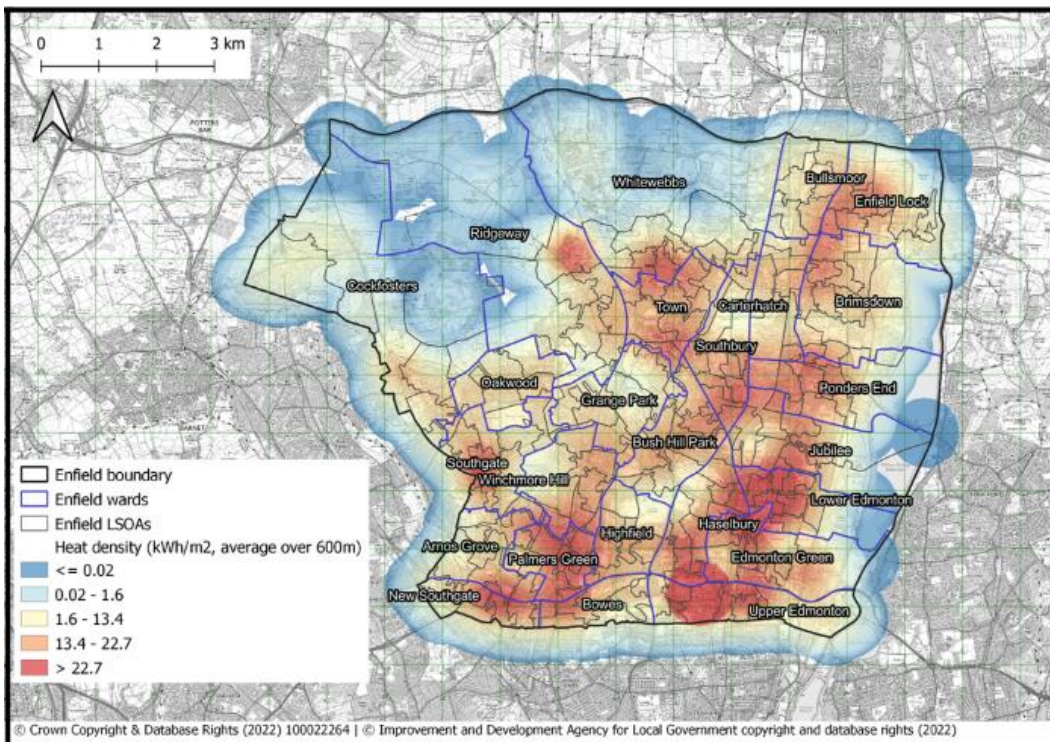 0 1 2 3 km
POTTERS
BAR
Bullsmoor
Whitewebbs
Enfield Lock
Ridgeway
Cockfosters
Town
Carterhatch
Brimsdown
Southbury
Oakwood
Ponders End
Grange Park
BARNET
Bush Hill Park
Jubilee
Southgate
Winchmore Hill
Lower Edmonton
Haselbury
Highfield
Arnos Grove
Palmers Green
Edmonton Green
New Southgate
Bowes
Upper Edmonton
Enfield boundary
Enfield wards
Enfield LSOAs
Heat density (kWh/m2, average over 600m)
<= 0.02
0.02 - 1.6
1.6 - 13.4
13.4 - 22.7
> 22.7
© Crown Copyright & Database Rights (2022) 100022264 | © Improvement and Development Agency for Local Government copyright and database rights (2022)